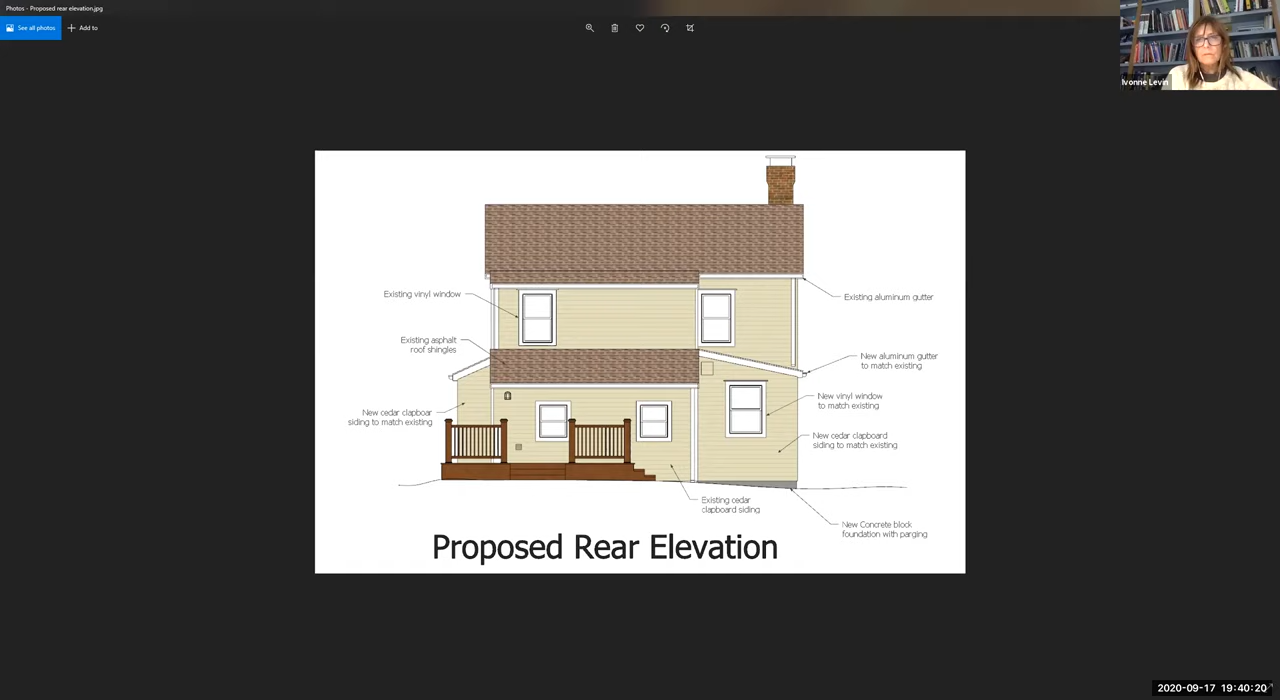 Photos - Proposed rear elevation.jpg
See all photos
Add to
Ivonne Levin
Existing vinyl window
Existing aluminum gutter
Existing asphalt
roof shingles
New aluminum gutter
to match existing
New vinyl window
to match existing
New cedar clapboar
siding to match existing
New cedar clapboard
siding to match existing
Existing cedar
clapboard siding
New Concrete block
foundation with parging
Proposed Rear Elevation
2020-09-17 19:40:20